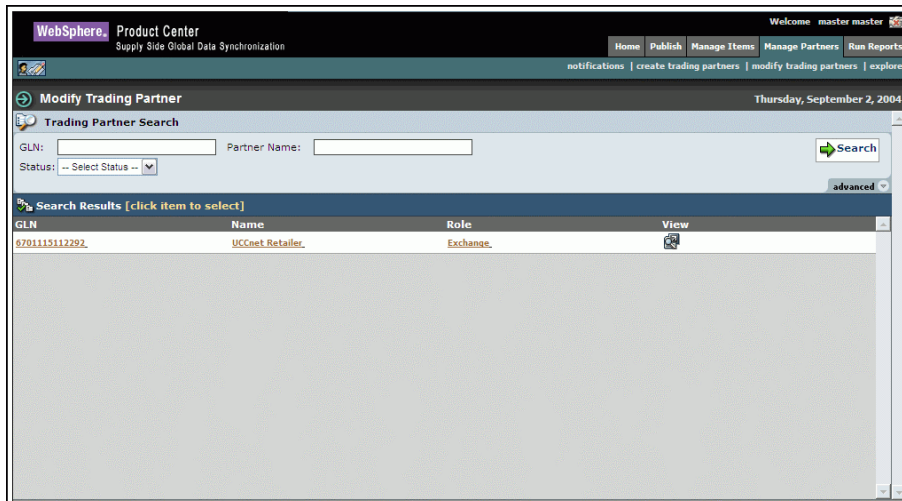 WebSphere. Product Center
Supply Side Global Data Synchronization
Welcome master master
Home Publish Manage Items Manage Partners Run Reports
notifications | create trading partners | modify trading partners | explore
Modify Trading Partner
Thursday, September 2, 2004
Trading Partner Search
GLN: Partner Name: Search
Status: -- Select Status --
advanced
Search Results [click item to select]
GLN Name Role View
6701115112292 UCCnet Retailer Exchange